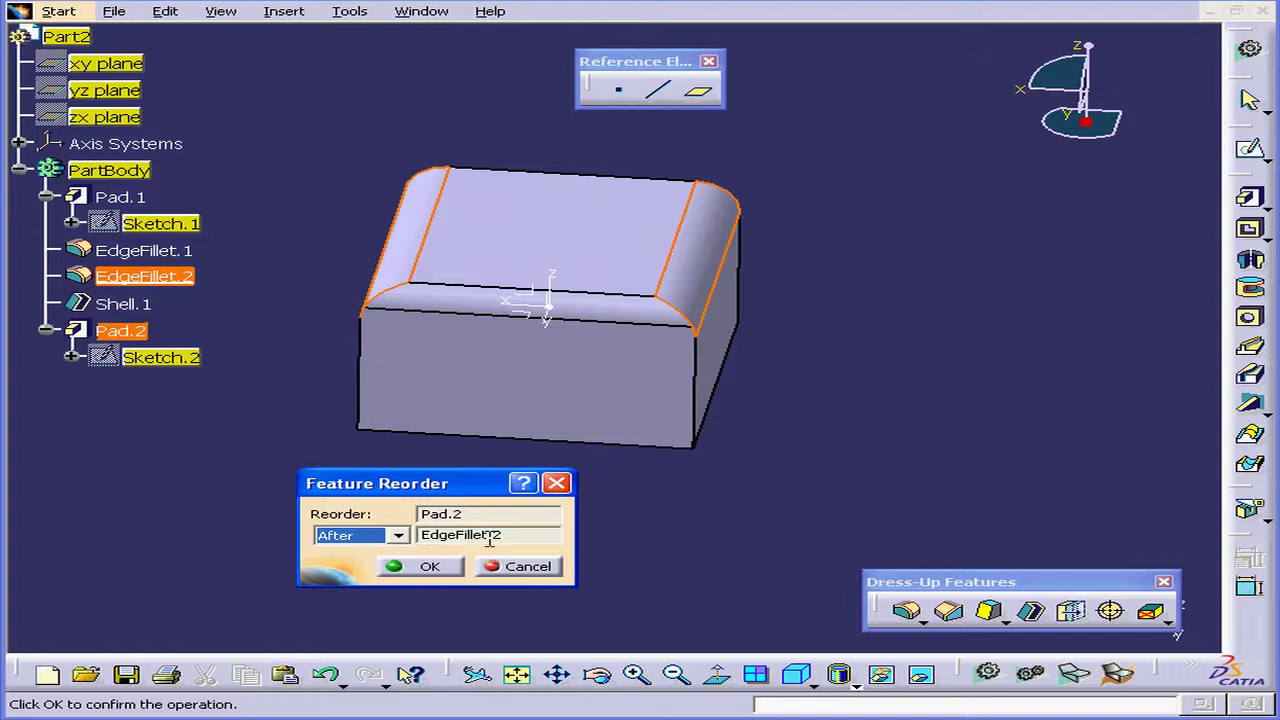 Start File Edit View Insert Tools Window Help
Part2
xy plane
yz plane
zx plane
Axis Systems
PartBody
Pad.1
Sketch.1
EdgeFillet.1
EdgeFillet.2
Shell.1
Pad.2
Sketch.2
Reference El...
z
x
y
z
x
y
Feature Reorder
Reorder: Pad.2
After EdgeFillet.2
OK Cancel
Dress-Up Features
z
y
CATIA
Click OK to confirm the operation.